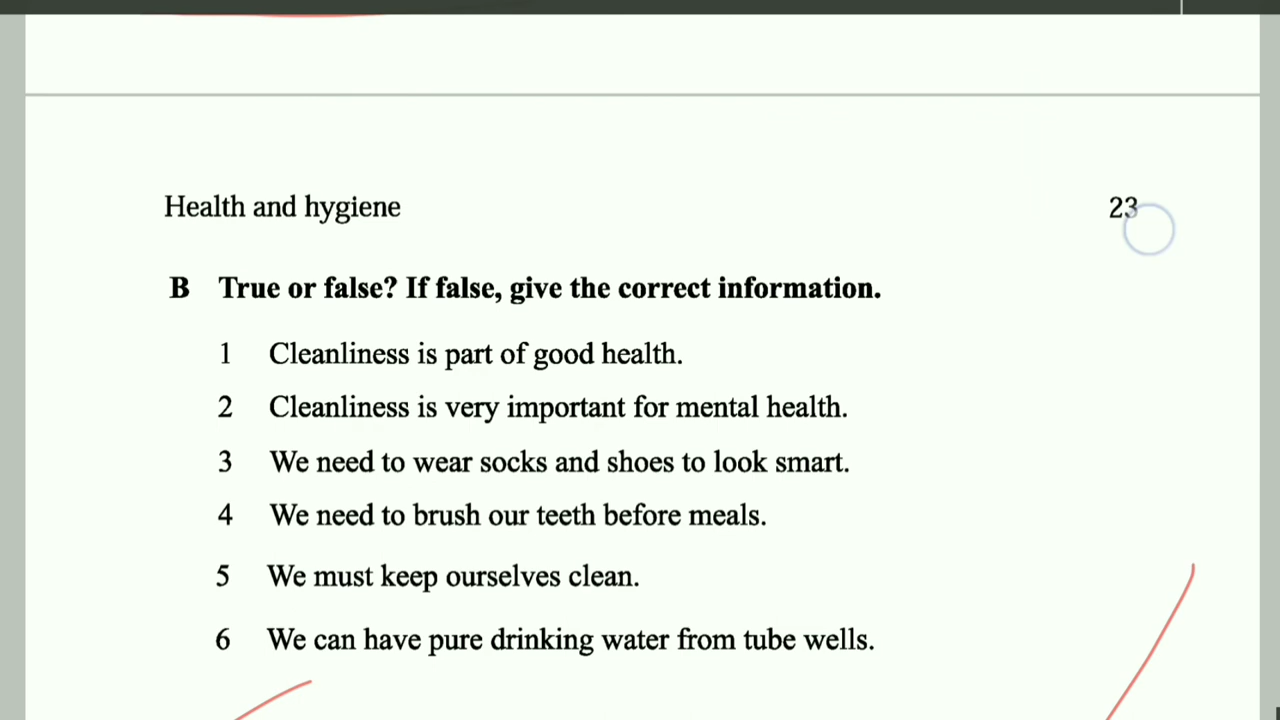 Health and hygiene 23
B True or false? If false, give the correct information.
1 Cleanliness is part of good health.
2 Cleanliness is very important for mental health.
3 We need to wear socks and shoes to look smart.
4 We need to brush our teeth before meals.
5 We must keep ourselves clean.
6 We can have pure drinking water from tube wells.